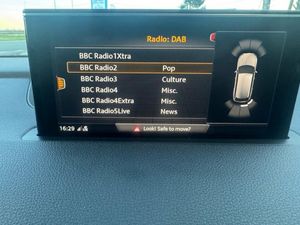 Radio: DAB
BBC Radio1Xtra
BBC Radio2 Pop
BBC Radio3 Culture
BBC Radio4 Misc.
BBC Radio4Extra Misc.
BBC Radio5Live News
16:29 Look! Safe to move?